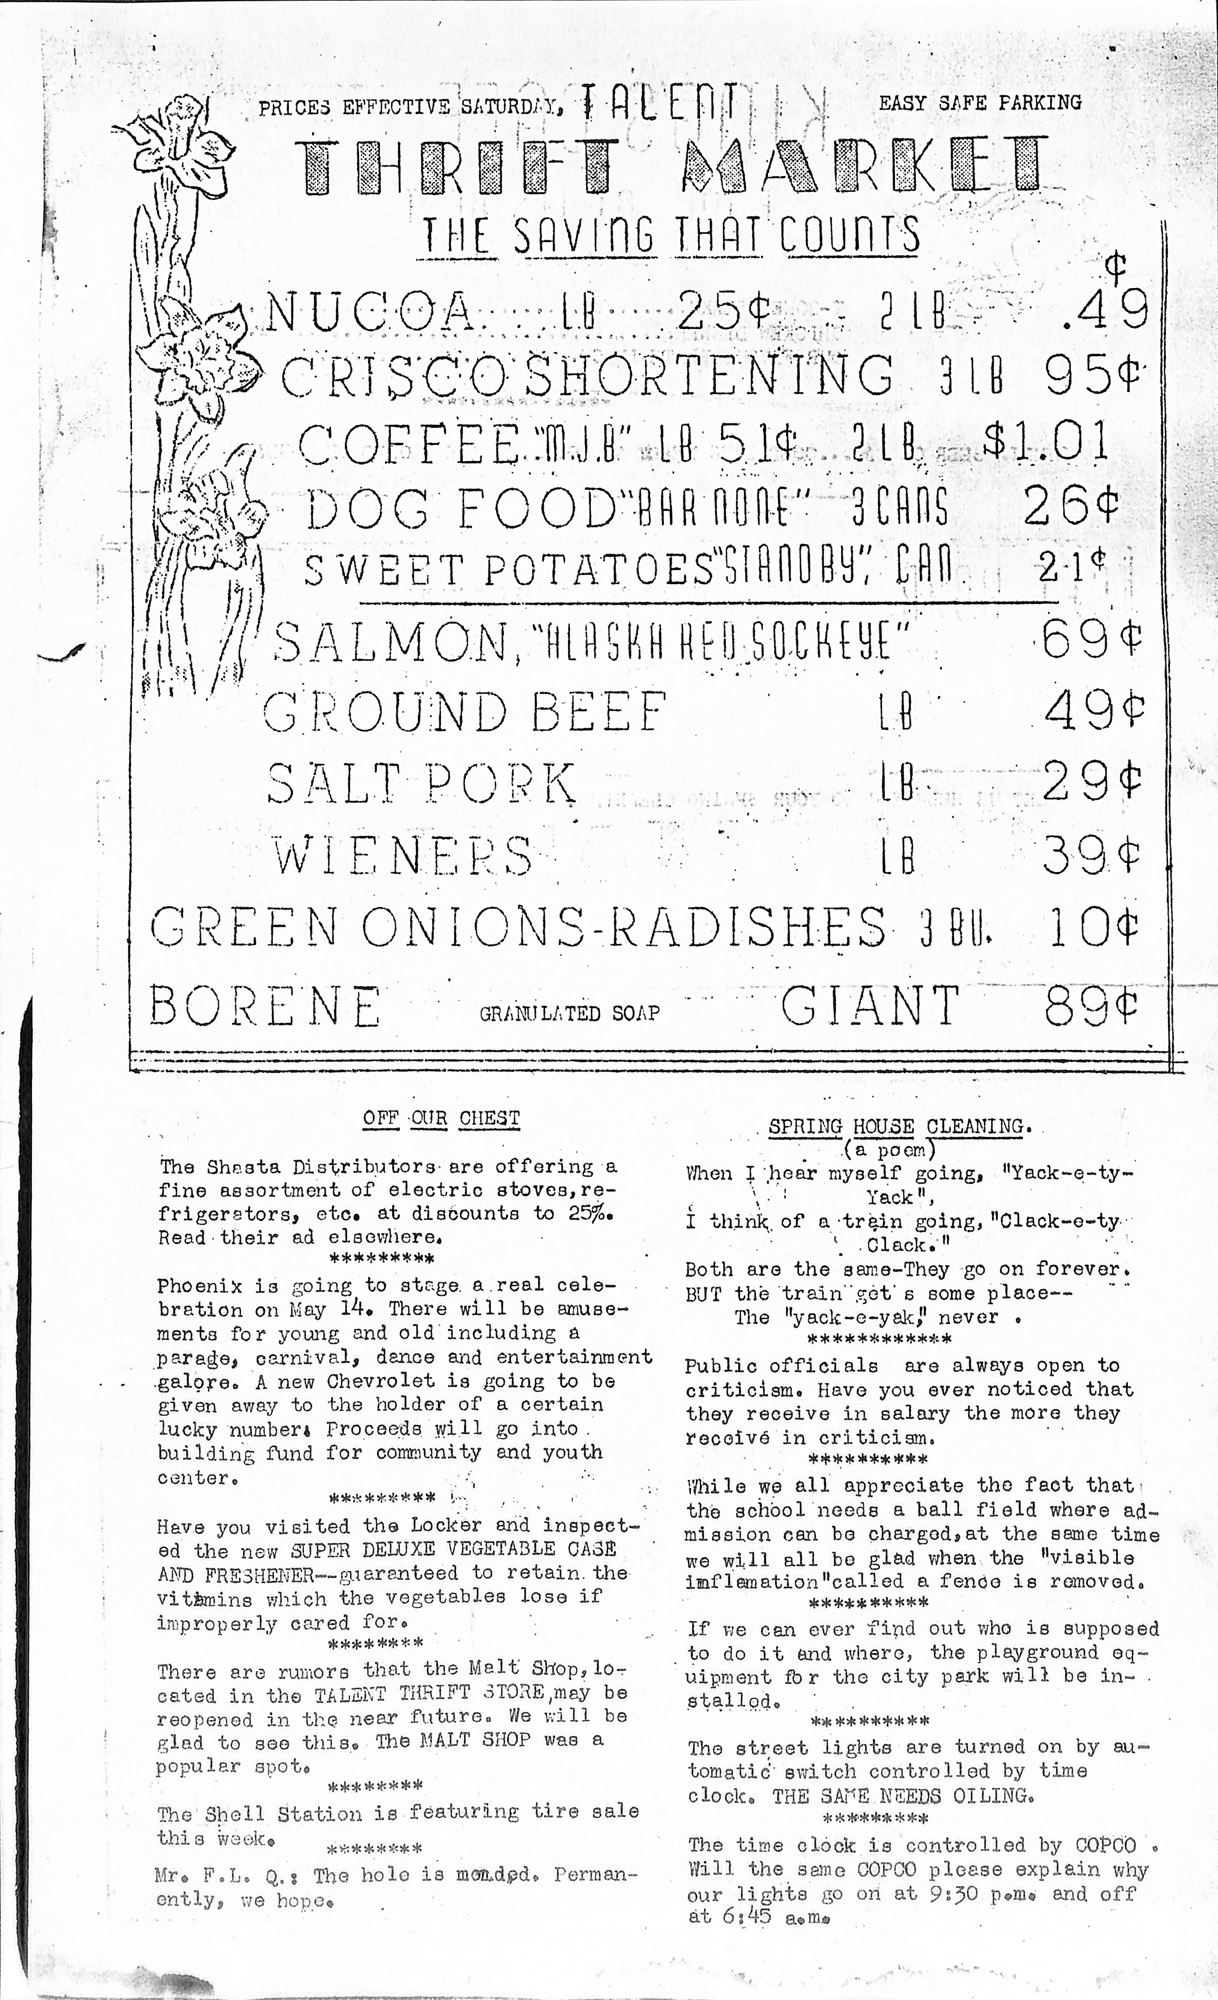 PRICES EFFECTIVE SATURDAY, TALENT EASY SAFE PARKING
THRIFT MARKET
THE SAVING THAT COUNTS
NUCOA.....LB.....25¢ 2 LB .49¢
CRISCO SHORTENING 3 LB 95¢
COFFEE "M.J.B" LB 51¢ 2 LB $1.01
DOG FOOD "BAR NONE" 3 CANS 26¢
SWEET POTATOES "STANDBY", CAN 21¢
SALMON, "ALASKA RED SOCKEYE" 69¢
GROUND BEEF LB 49¢
SALT PORK LB 29¢
WIENERS LB 39¢
GREEN ONIONS-RADISHES 3 BU. 10¢
BORENE GRANULATED SOAP GIANT 89¢
OFF OUR CHEST
The Shasta Distributors are offering a
fine assortment of electric stoves,re-
frigerators, etc. at discounts to 25%.
Read their ad elsewhere.
*********
Phoenix is going to stage a real cele-
bration on May 14. There will be amuse-
ments for young and old including a
parage, carnival, dance and entertainment
galore. A new Chevrolet is going to be
given away to the holder of a certain
lucky number. Proceeds will go into
building fund for community and youth
center.
*********
Have you visited the Locker and inspect-
ed the new SUPER DELUXE VEGETABLE CASE
AND FRESHENER--guaranteed to retain the
vitamins which the vegetables lose if
improperly cared for.
********
There are rumors that the Malt Shop,lo-
cated in the TALENT THRIFT STORE,may be
reopened in the near future. We will be
glad to see this. The MALT SHOP was a
popular spot.
********
The Shell Station is featuring tire sale
this week.
********
Mr. F.L. Q.: The hole is mended. Perman-
ently, we hope.
SPRING HOUSE CLEANING.
(a poem)
When I hear myself going, "Yack-e-ty-
Yack",
I think of a train going,"Clack-e-ty
Clack."
Both are the same-They go on forever.
BUT the train get s some place--
The "yack-e-yak," never .
************
Public officials are always open to
criticism. Have you ever noticed that
they receive in salary the more they
receive in criticism.
**********
While we all appreciate the fact that
the school needs a ball field where ad-
mission can be charged,at the same time
we will all be glad when the "visible
imflamation"called a fence is removed.
**********
If we can ever find out who is supposed
to do it and where, the playground eq-
uipment for the city park will be in-
stalled.
**********
The street lights are turned on by au-
tomatic switch controlled by time
clock. THE SAME NEEDS OILING.
*********
The time clock is controlled by COPCO .
Will the same COPCO please explain why
our lights go on at 9:30 p.m. and off
at 6:45 a.m.